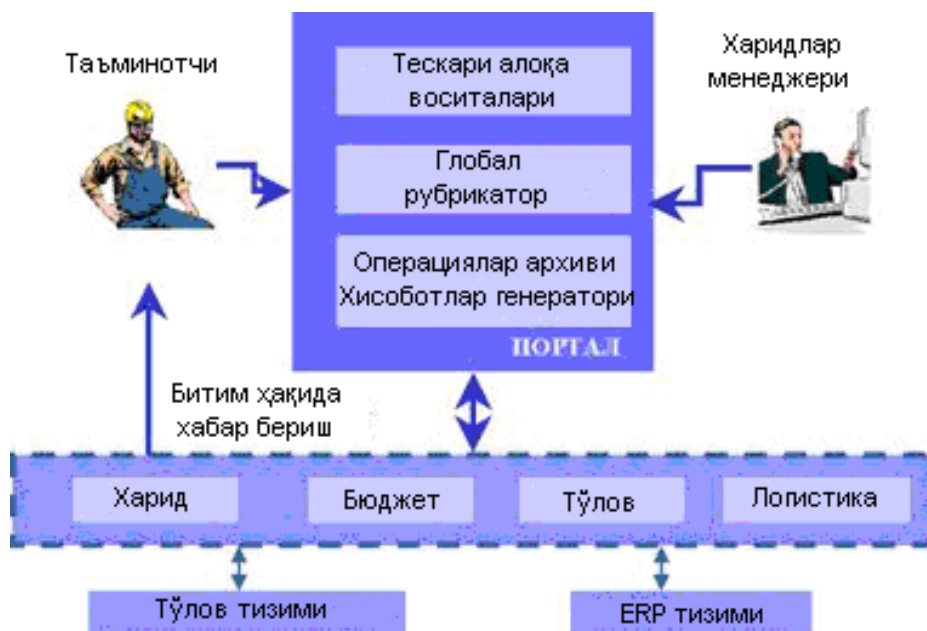 Таъминотчи
Тескари алоқа
воситалари
Харидлар
менеджери
Глобал
рубрикатор
Операциялар архиви
Хисоботлар генератори
ПОРТАЛ
Битим ҳақида
хабар бериш
Харид
Бюджет
Тўлов
Логистика
Тўлов тизими
ERP тизими